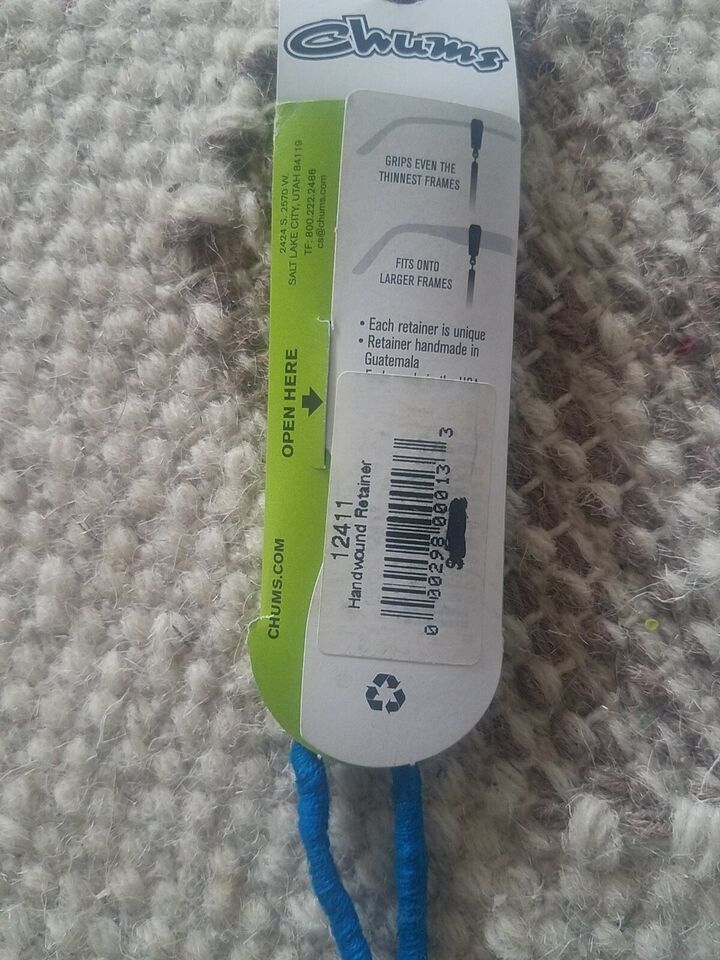 Chums
GRIPS EVEN THE
THINNEST FRAMES
FITS ONTO
LARGER FRAMES
• Each retainer is unique
• Retainer handmade in
Guatemala
2424 S. 2570 W.
SALT LAKE CITY, UTAH 84119
TF: 800.222.2486
cs@chums.com
OPEN HERE
CHUMS.COM
12411
Handwound Retainer
0 00298 00013 3